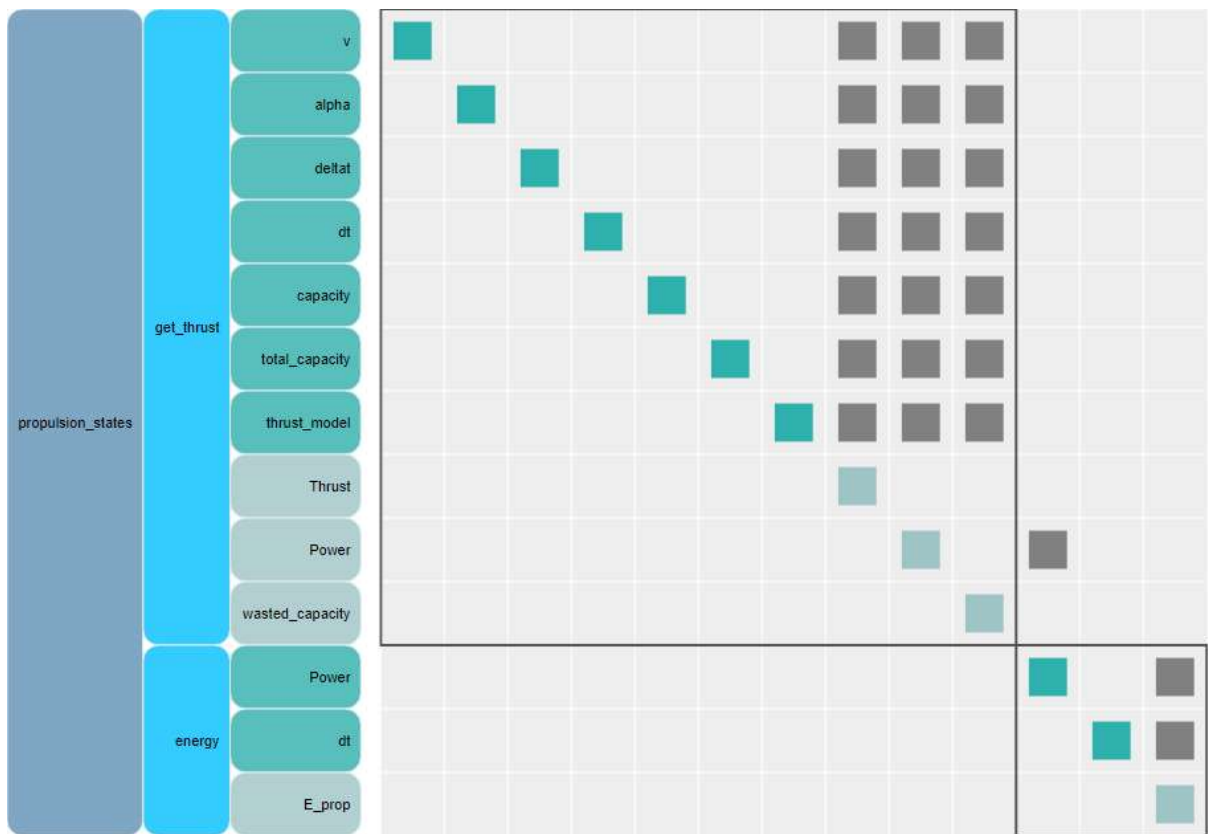 propulsion_states
get_thrust
v
alpha
deltat
dt
capacity
total_capacity
thrust_model
Thrust
Power
wasted_capacity
energy
Power
dt
E_prop